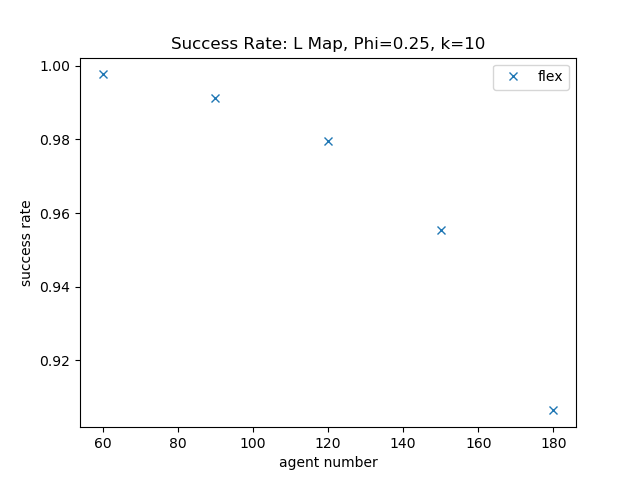 Success Rate: L Map, Phi=0.25, k=10
flex
success rate
1.00
0.98
0.96
0.94
0.92
60 80 100 120 140 160 180
agent number